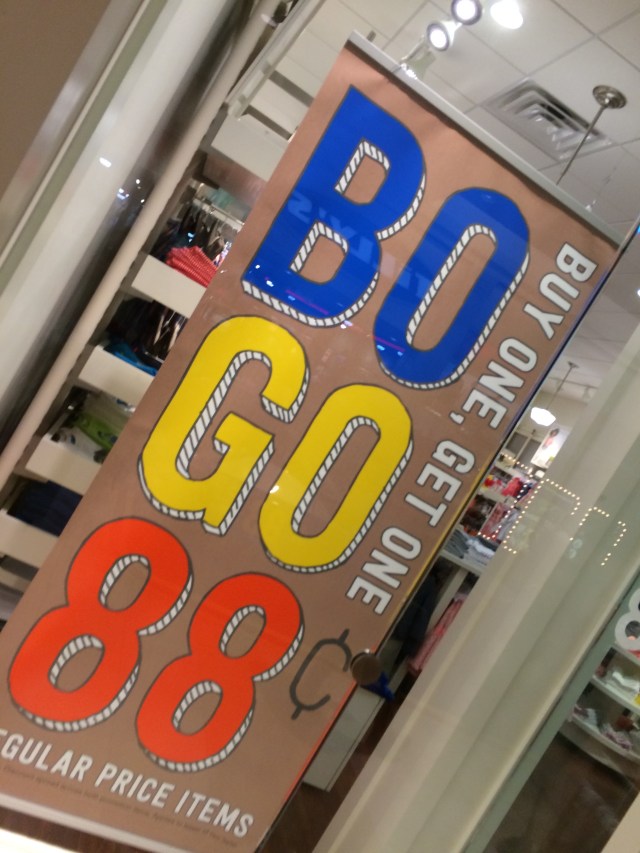 BO
GO
BUY ONE, GET ONE
88¢
EGULAR PRICE ITEMS